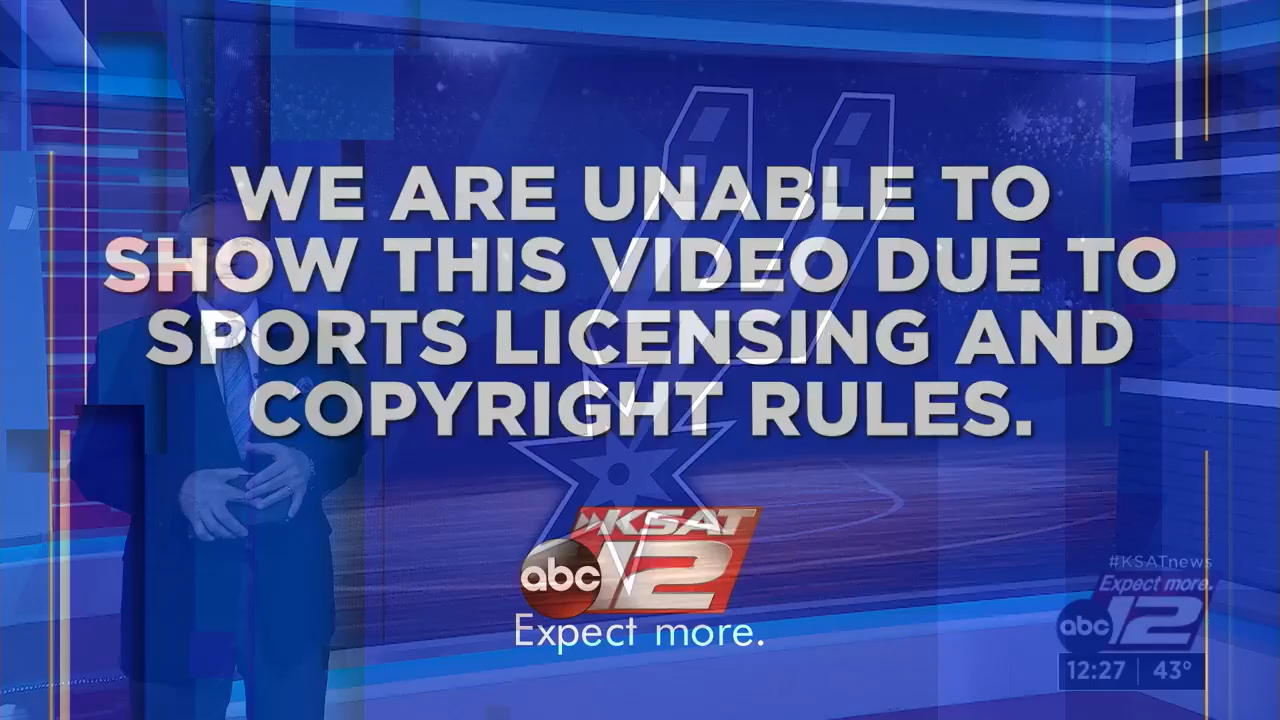 WE ARE UNABLE TO
SHOW THIS VIDEO DUE TO
SPORTS LICENSING AND
COPYRIGHT RULES.
KSAT
abc 12
Expect more.
#KSATnews
Expect more.
abc 12
12:27 43°